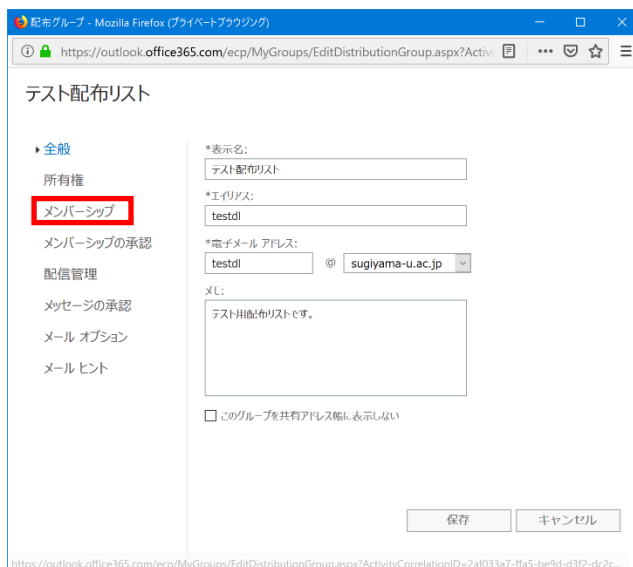 配布グループ - Mozilla Firefox (プライベートブラウジング)
https://outlook.office365.com/ecp/MyGroups/EditDistributionGroup.aspx?Activi
テスト配布リスト
全般
所有権
メンバーシップ
メンバーシップの承認
配信管理
メッセージの承認
メール オプション
メール ヒント
*表示名:
テスト配布リスト
*エイリアス:
testdl
*電子メール アドレス:
testdl @ sugiyama-u.ac.jp
メモ:
テスト用配布リストです。
このグループを共有アドレス帳に表示しない
保存 キャンセル
https://outlook.office365.com/ecp/MyGroups/EditDistributionGroup.aspx?ActivityCorrelationID=2af033a7-ffa5-be9d-d3f2-dc2c...